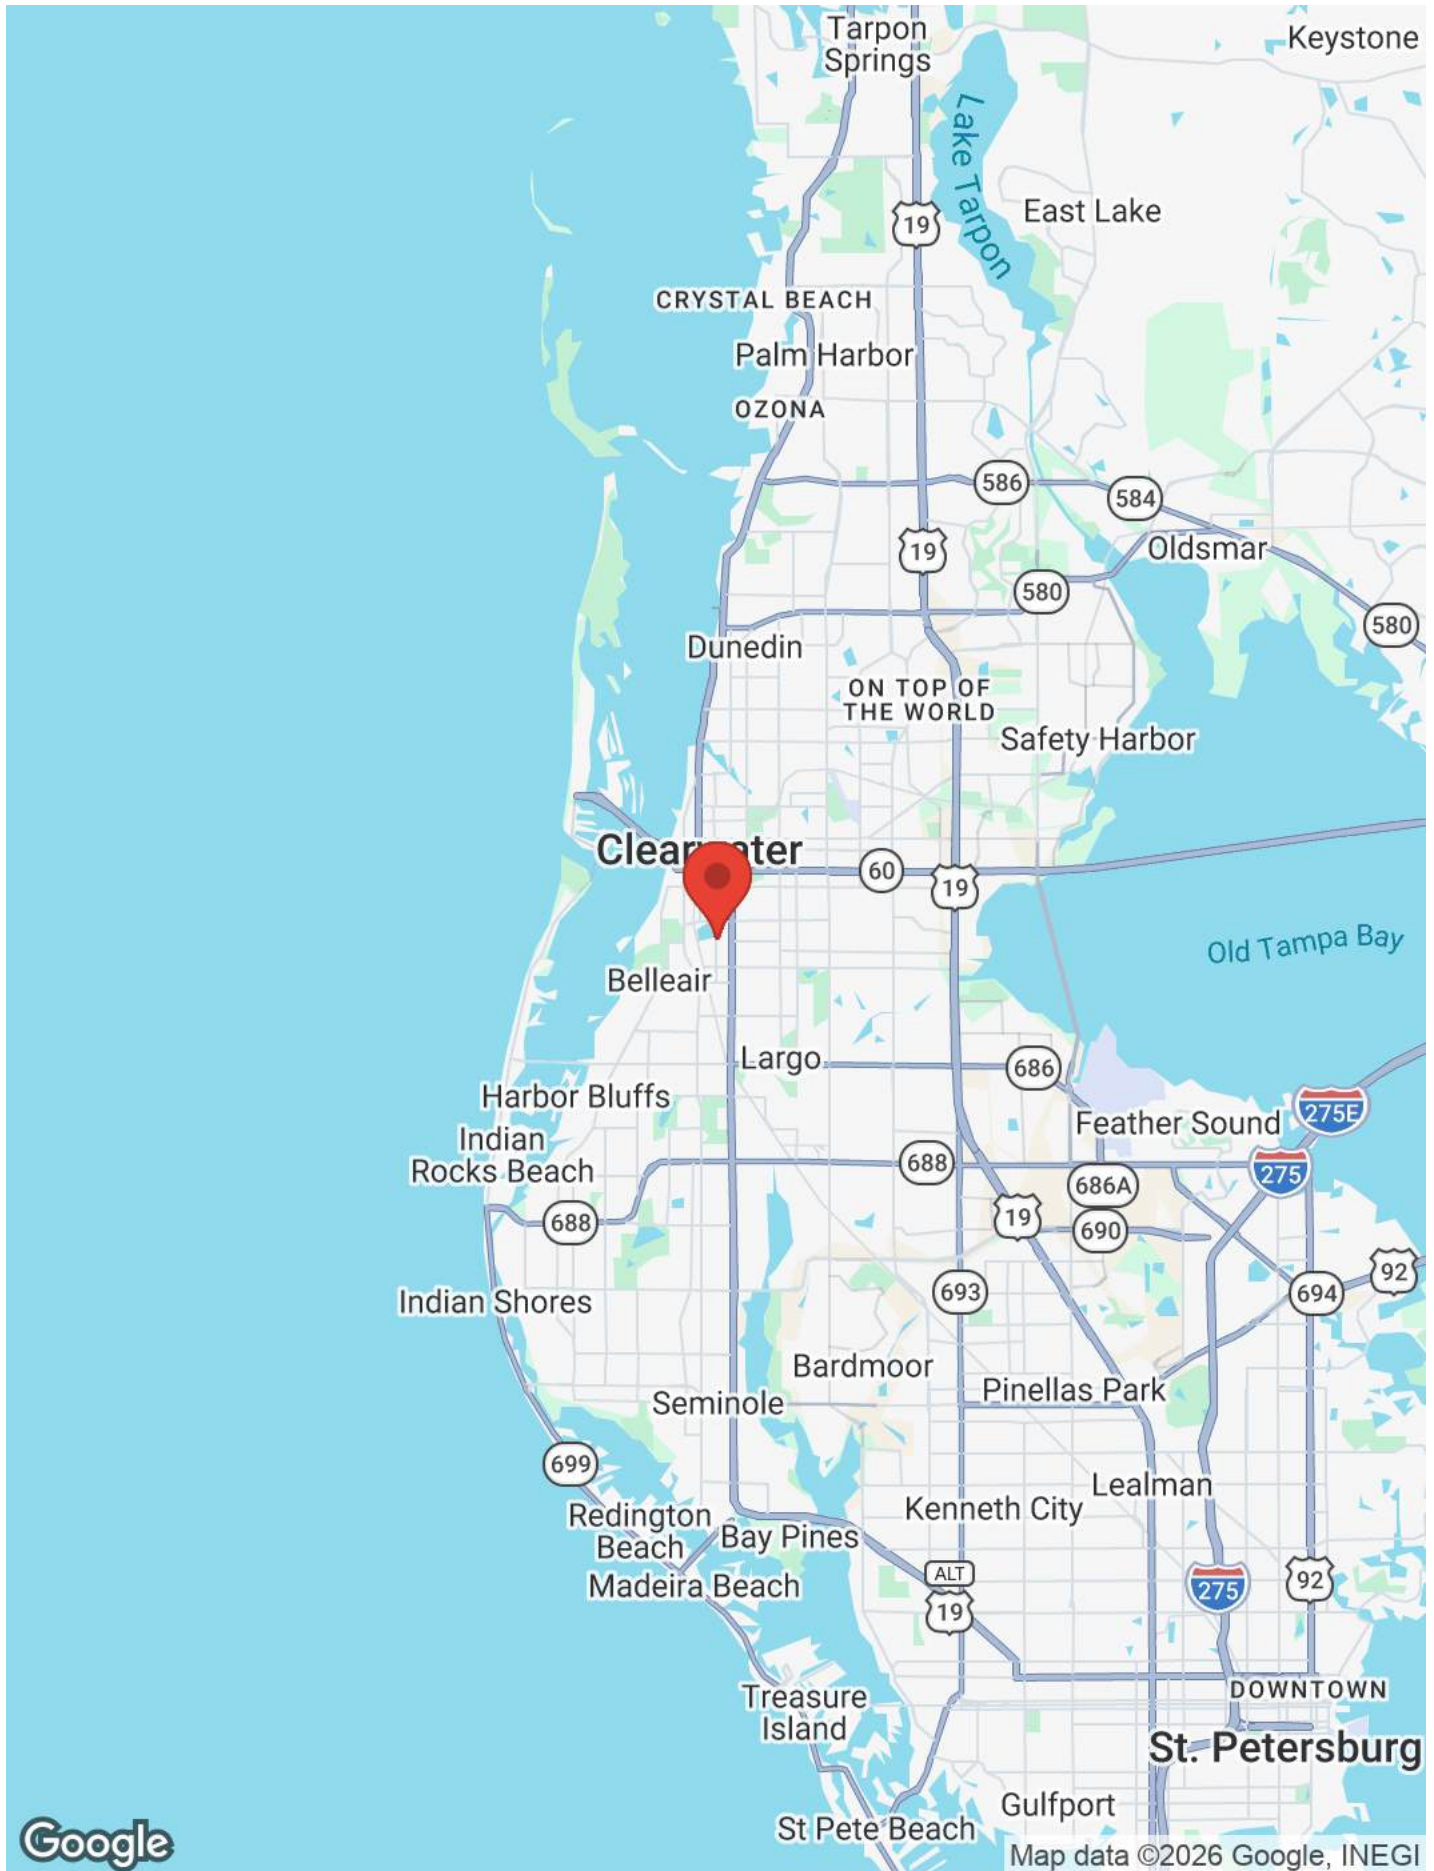 Tarpon
Springs
Keystone
Lake Tarpon
East Lake
19
CRYSTAL BEACH
Palm Harbor
OZONA
586
584
19
Oldsmar
580
580
Dunedin
ON TOP OF
THE WORLD
Safety Harbor
Clearwater
60
19
Old Tampa Bay
Belleair
Largo
686
Harbor Bluffs
275E
Feather Sound
Indian
Rocks Beach
688
275
686A
688
19
690
92
693
694
Indian Shores
Bardmoor
Pinellas Park
Seminole
699
Lealman
Kenneth City
Redington
Beach
Bay Pines
ALT
19
275
92
Madeira Beach
DOWNTOWN
Treasure
Island
St. Petersburg
Gulfport
St Pete Beach
Google
Map data ©2026 Google, INEGI